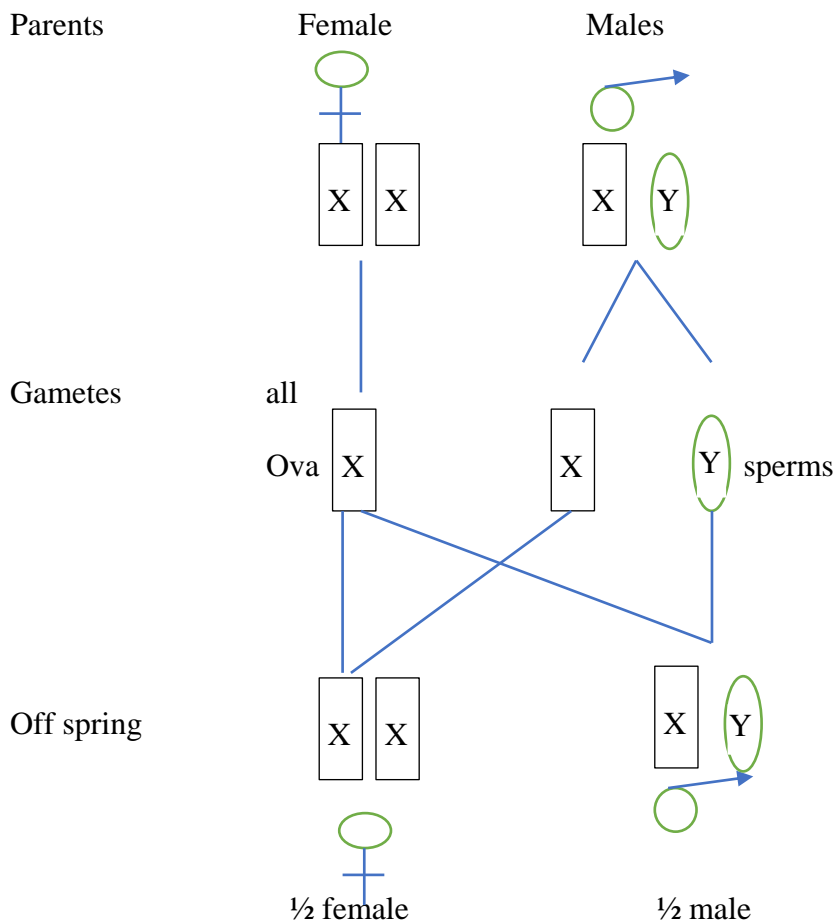 Parents Female Males
X X X Y
Gametes all
Ova X X Y sperms
Off spring X X X Y
½ female ½ male